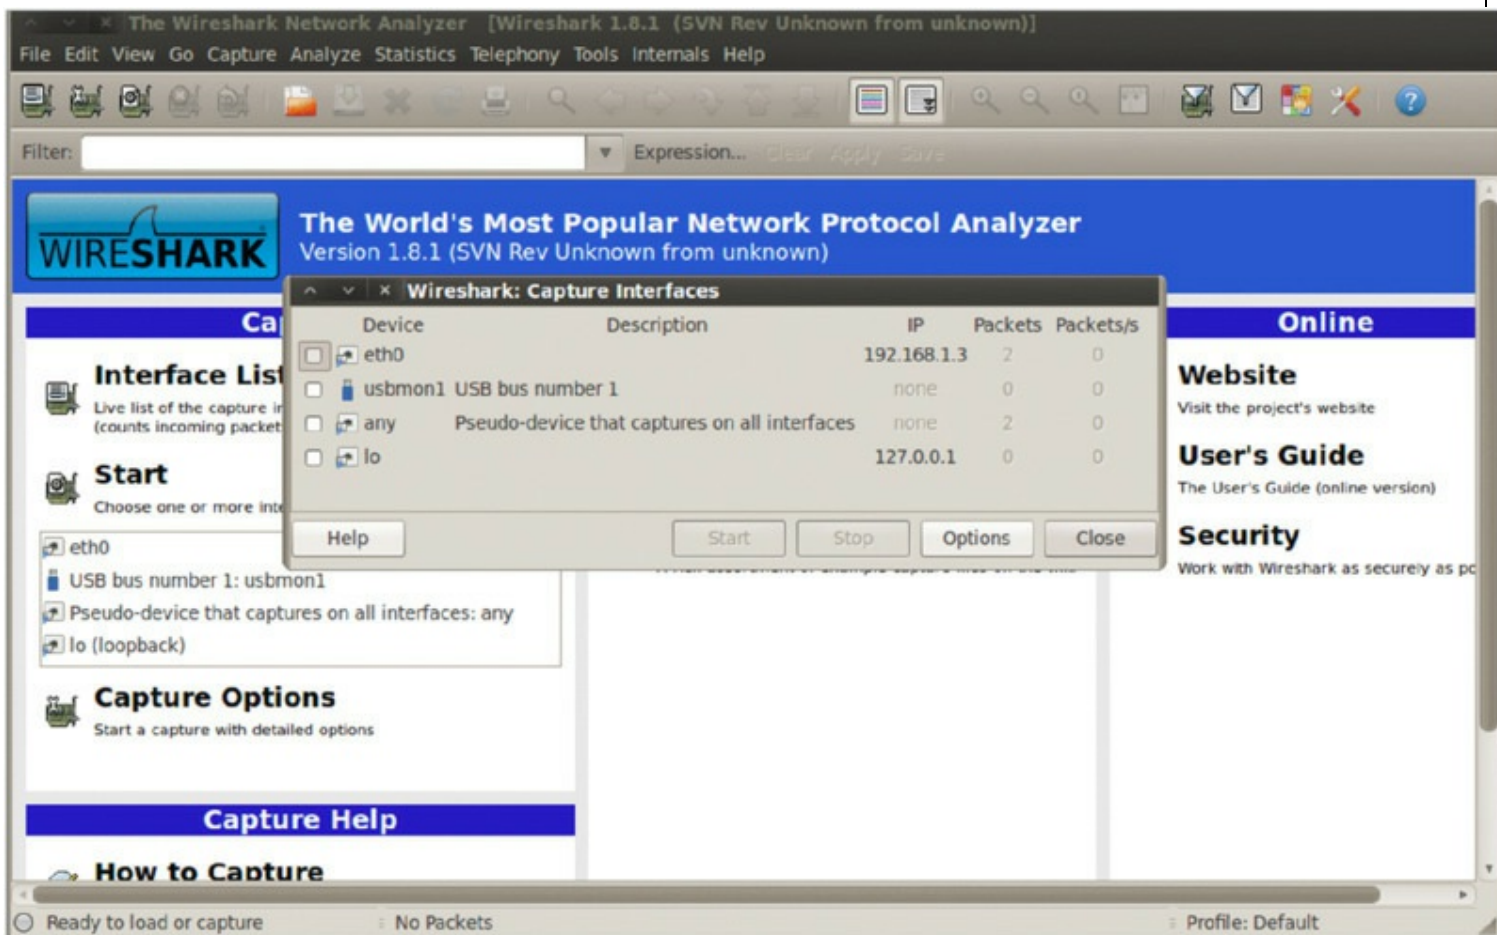 The Wireshark Network Analyzer [Wireshark 1.8.1 (SVN Rev Unknown from unknown)]
File Edit View Go Capture Analyze Statistics Telephony Tools Internals Help
Filter: Expression... Clear Apply Save
WIRESHARK
The World's Most Popular Network Protocol Analyzer
Version 1.8.1 (SVN Rev Unknown from unknown)
Wireshark: Capture Interfaces
Device Description IP Packets Packets/s
eth0 192.168.1.3 2 0
usbmon1 USB bus number 1 none 0 0
any Pseudo-device that captures on all interfaces none 2 0
lo 127.0.0.1 0 0
Help Start Stop Options Close
Ca
Interface List
Live list of the capture in
(counts incoming packet
Start
Choose one or more inte
eth0
USB bus number 1: usbmon1
Pseudo-device that captures on all interfaces: any
lo (loopback)
Capture Options
Start a capture with detailed options
Capture Help
How to Capture
Online
Website
Visit the project's website
User's Guide
The User's Guide (online version)
Security
Work with Wireshark as securely as po
Ready to load or capture No Packets Profile: Default